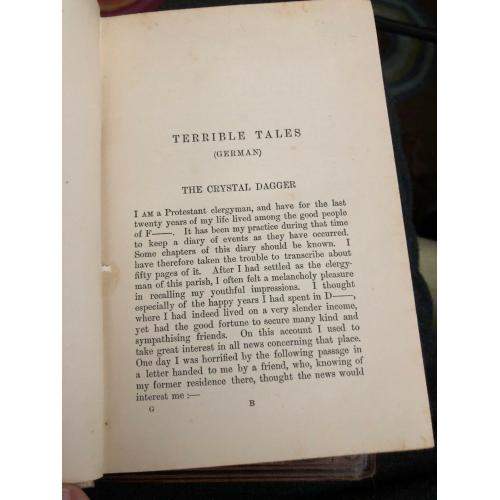 TERRIBLE TALES
(GERMAN)
THE CRYSTAL DAGGER
I AM a Protestant clergyman, and have for the last
twenty years of my life lived among the good people
of F——. It has been my practice during that time
to keep a diary of events as they have occurred.
Some chapters of this diary should be known. I
have therefore taken the trouble to transcribe about
fifty pages of it. After I had settled as the clergy-
man of this parish, I often felt a melancholy pleasure
in recalling my youthful impressions. I thought
especially of the happy years I had spent in D——,
where I had indeed lived on a very slender income,
yet had the good fortune to secure many kind and
sympathising friends. On this account I used to
take great interest in all news concerning that place.
One day I was horrified by the following passage in
a letter handed to me by a friend, who, knowing of
my former residence there, thought the news would
interest me :—
G B